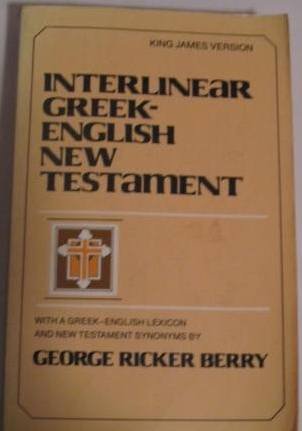 KING JAMES VERSION
INTERLINEAR
GREEK-
ENGLISH
NEW
TESTAMENT
WITH A GREEK-ENGLISH LEXICON
AND NEW TESTAMENT SYNONYMS BY
GEORGE RICKER BERRY